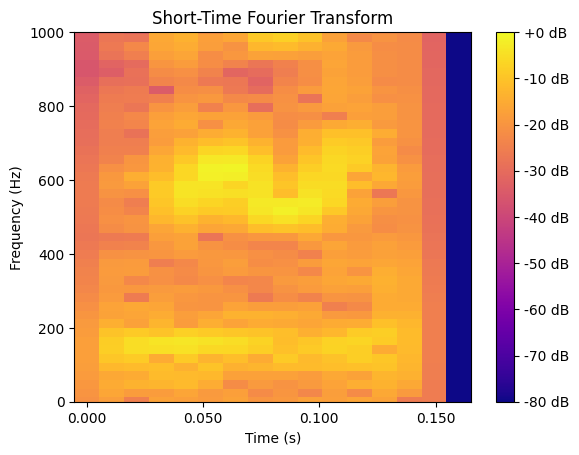 Short-Time Fourier Transform
Frequency (Hz)
1000
800
600
400
200
0
0.000
0.050
0.100
0.150
Time (s)
+0 dB
-10 dB
-20 dB
-30 dB
-40 dB
-50 dB
-60 dB
-70 dB
-80 dB